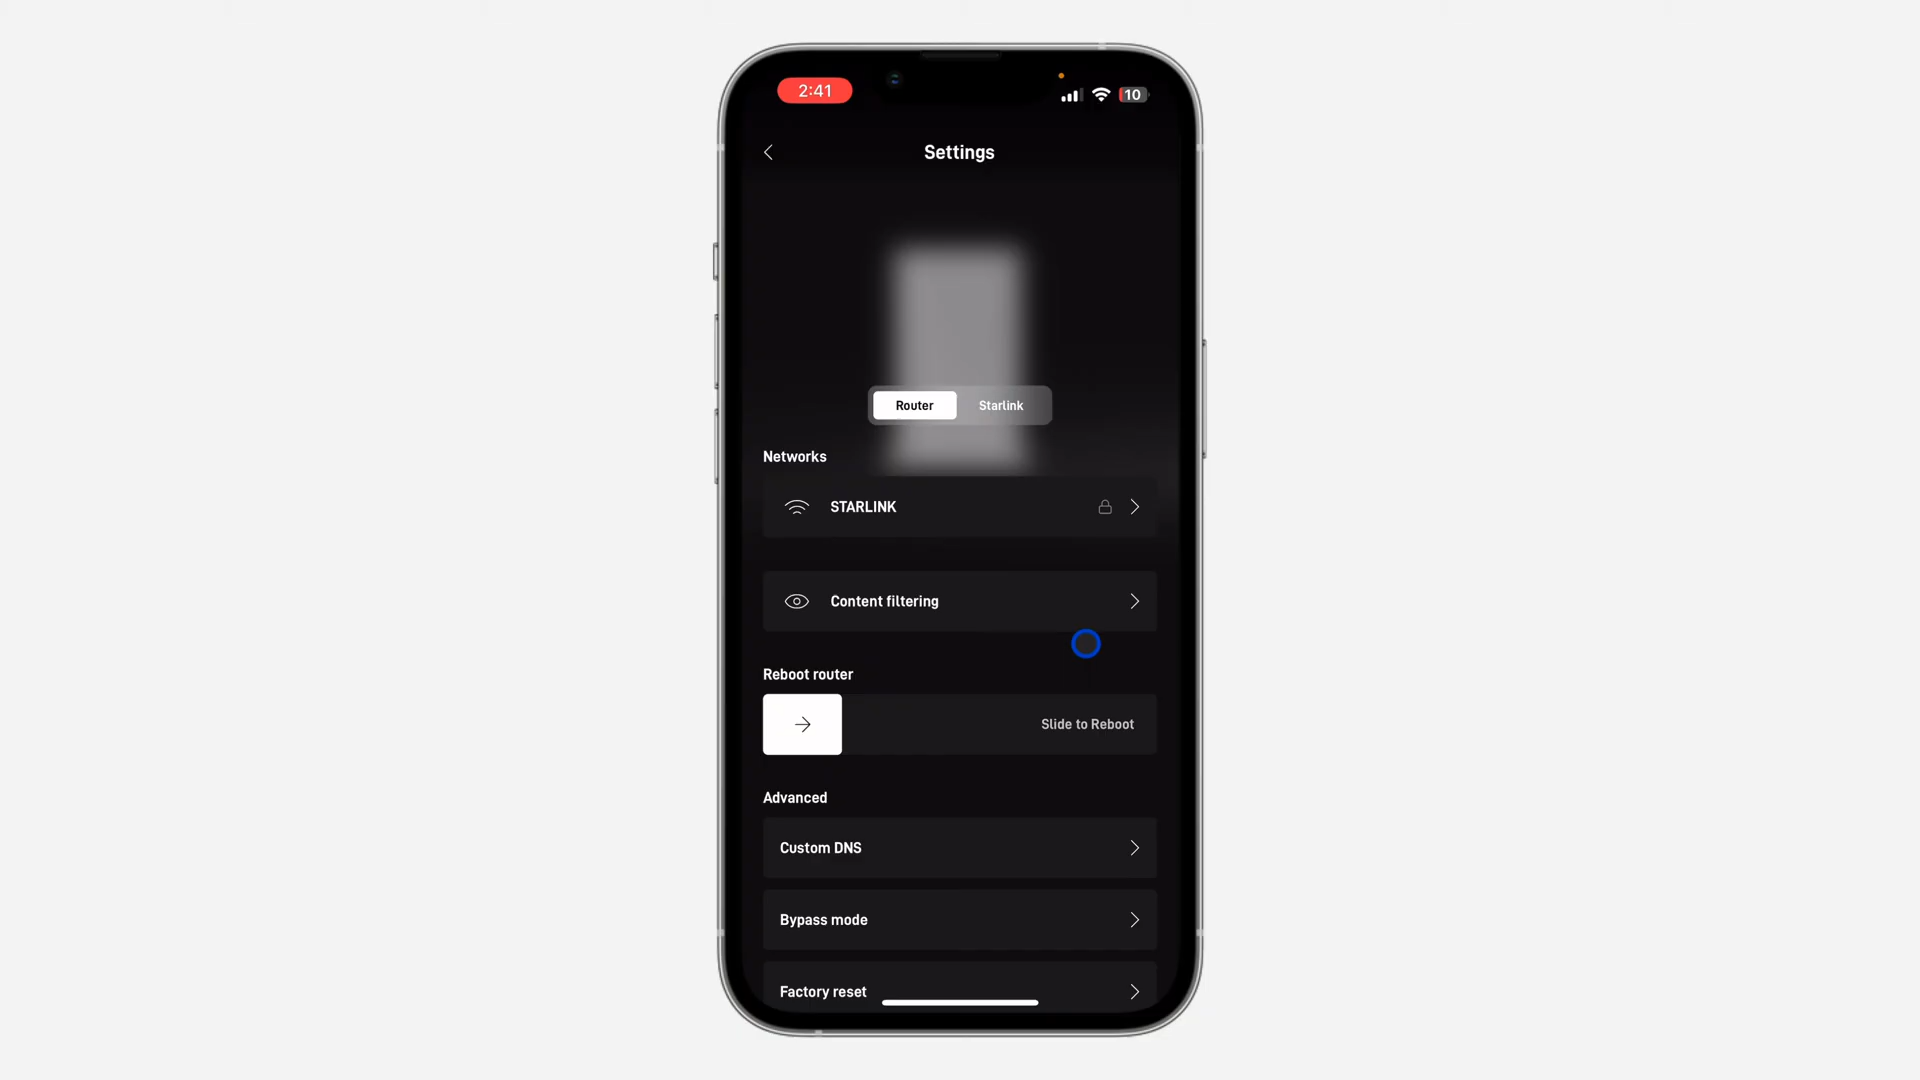 2:41
10
Settings
Router
Starlink
Networks
STARLINK
Content filtering
Reboot router
Slide to Reboot
Advanced
Custom DNS
Bypass mode
Factory reset